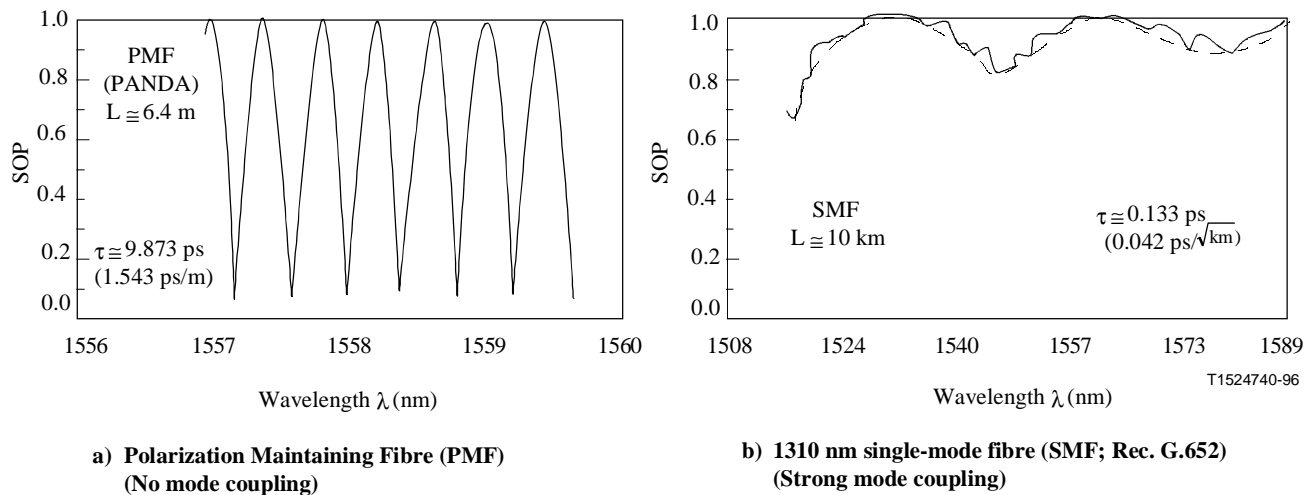 SOP
1.0
0.8
0.6
0.4
0.2
0.0
PMF
(PANDA)
L ≅ 6.4 m
τ ≅ 9.873 ps
(1.543 ps/m)
1556 1557 1558 1559 1560
Wavelength λ (nm)
a) Polarization Maintaining Fibre (PMF)
(No mode coupling)
SOP
1.0
0.8
0.6
0.4
0.2
0.0
SMF
L ≅ 10 km
τ ≅ 0.133 ps
(0.042 ps/√km)
1508 1524 1540 1557 1573 1589
T1524740-96
Wavelength λ (nm)
b) 1310 nm single-mode fibre (SMF; Rec. G.652)
(Strong mode coupling)